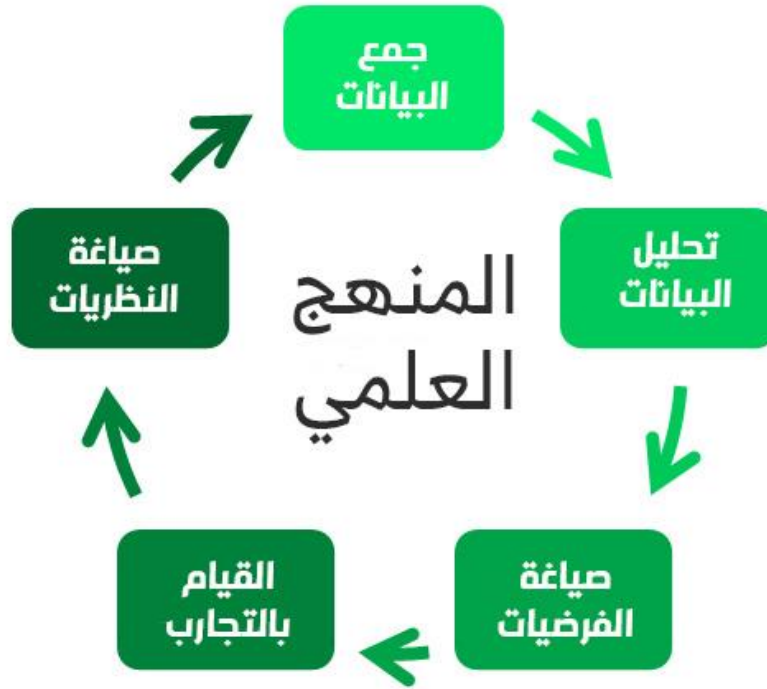 جمع
البيانات
تحليل
البيانات
صياغة
الفرضيات
القيام
بالتجارب
صياغة
النظريات
المنهج
العلمي